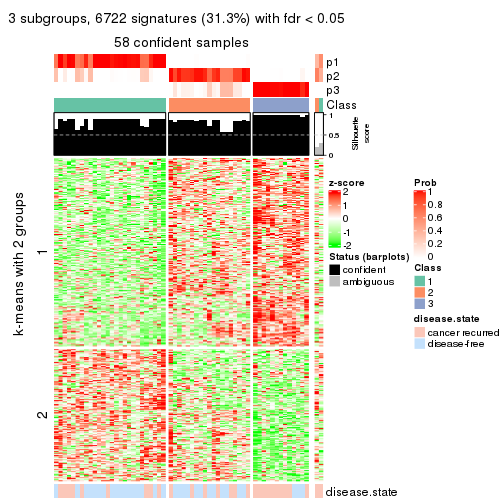 3 subgroups, 6722 signatures (31.3%) with fdr < 0.05
58 confident samples
p1
p2
p3
Class
1
0.5
0
Silhouette
score
k-means with 2 groups
1
2
disease.state
z-score
2
1
0
-1
-2
Status (barplots)
confident
ambiguous
Prob
1
0.8
0.6
0.4
0.2
0
Class
1
2
3
disease.state
cancer recurred
disease-free